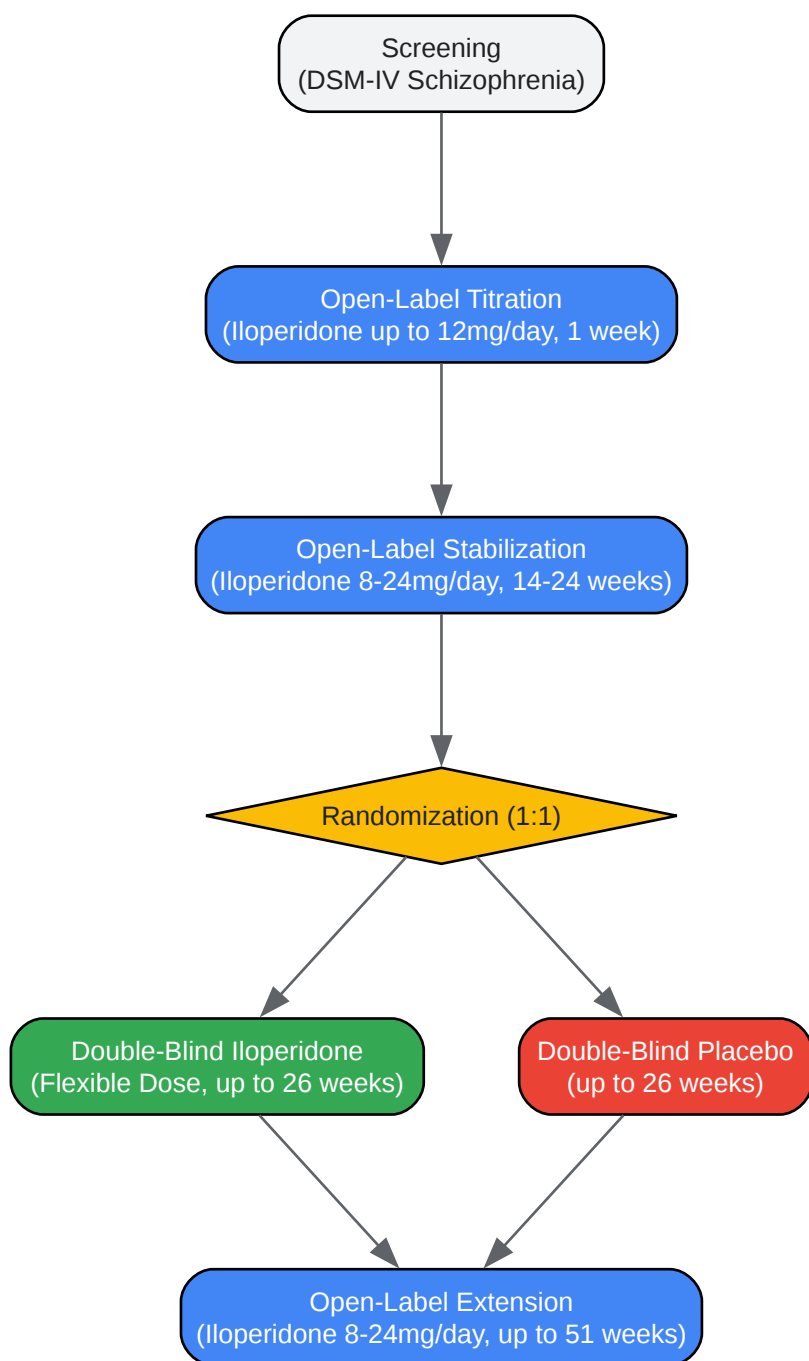 Screening
(DSM-IV Schizophrenia)
Open-Label Titration
(Iloperidone up to 12mg/day, 1 week)
Open-Label Stabilization
(Iloperidone 8-24mg/day, 14-24 weeks)
Randomization (1:1)
Double-Blind Iloperidone
(Flexible Dose, up to 26 weeks)
Double-Blind Placebo
(up to 26 weeks)
Open-Label Extension
(Iloperidone 8-24mg/day, up to 51 weeks)